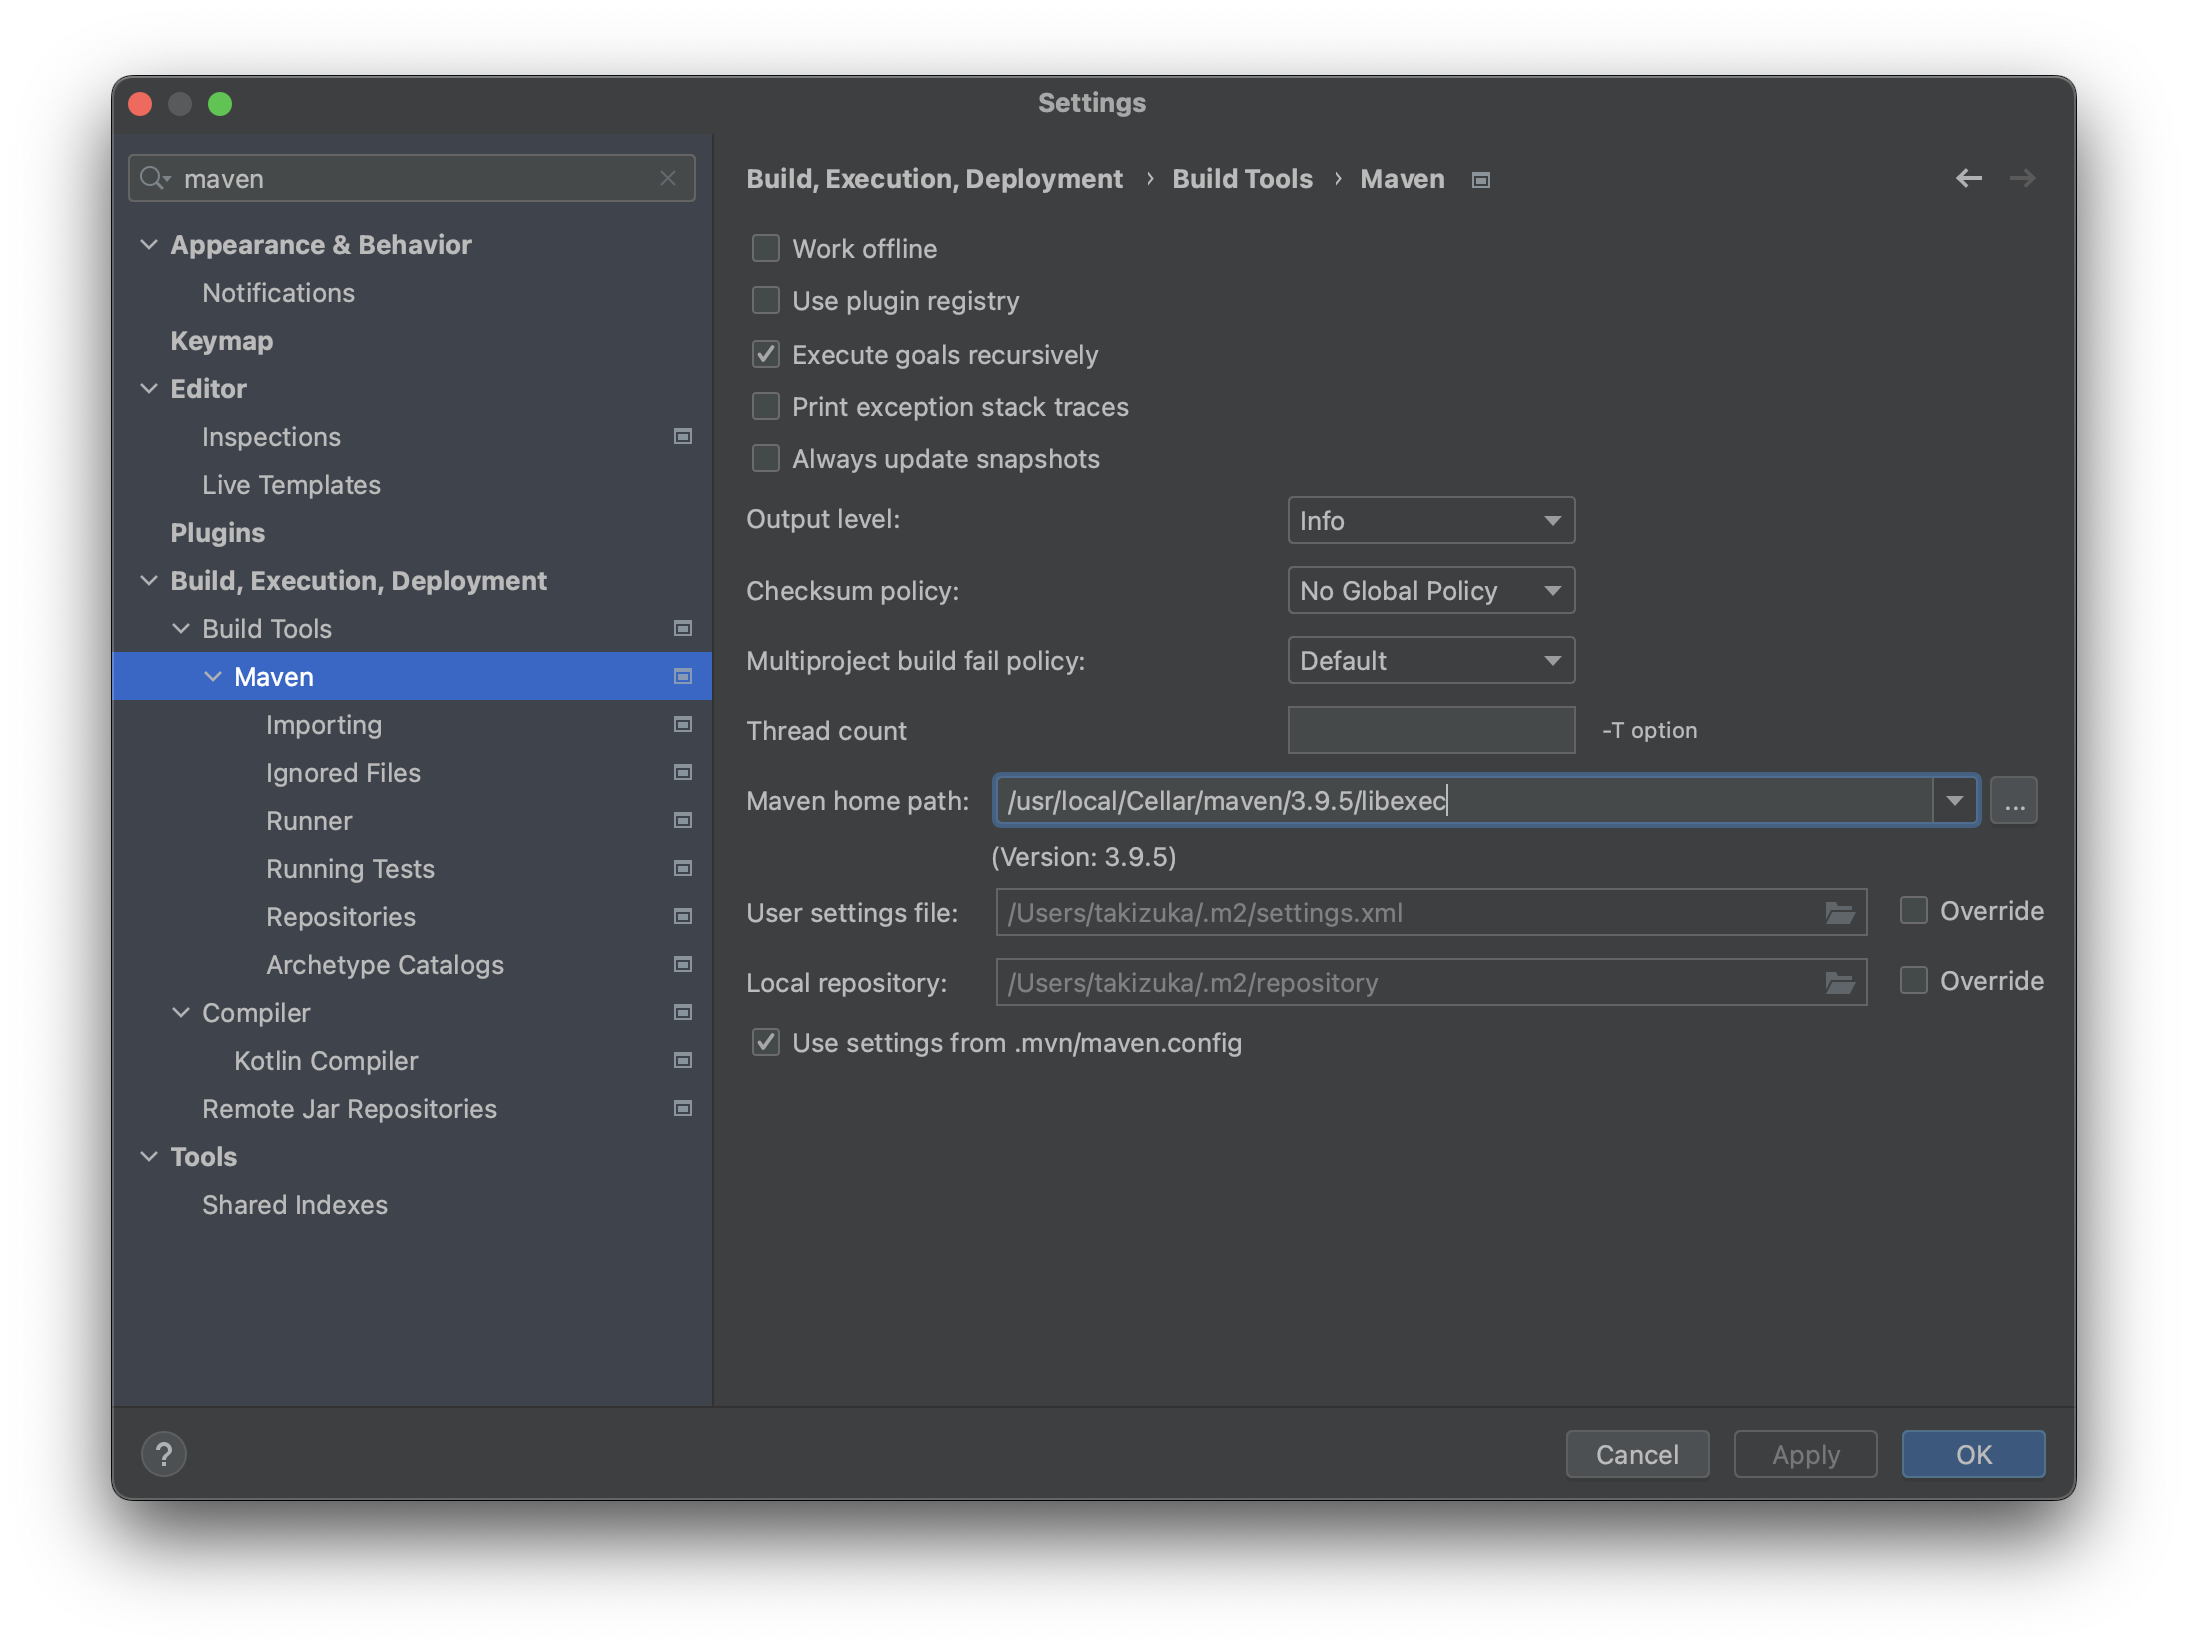 Settings
maven
Appearance & Behavior
Notifications
Keymap
Editor
Inspections
Live Templates
Plugins
Build, Execution, Deployment
Build Tools
Maven
Importing
Ignored Files
Runner
Running Tests
Repositories
Archetype Catalogs
Compiler
Kotlin Compiler
Remote Jar Repositories
Tools
Shared Indexes
Build, Execution, Deployment › Build Tools › Maven
Work offline
Use plugin registry
Execute goals recursively
Print exception stack traces
Always update snapshots
Output level: Info
Checksum policy: No Global Policy
Multiproject build fail policy: Default
Thread count -T option
Maven home path: /usr/local/Cellar/maven/3.9.5/libexec ...
(Version: 3.9.5)
User settings file: /Users/takizuka/.m2/settings.xml Override
Local repository: /Users/takizuka/.m2/repository Override
Use settings from .mvn/maven.config
? Cancel Apply OK